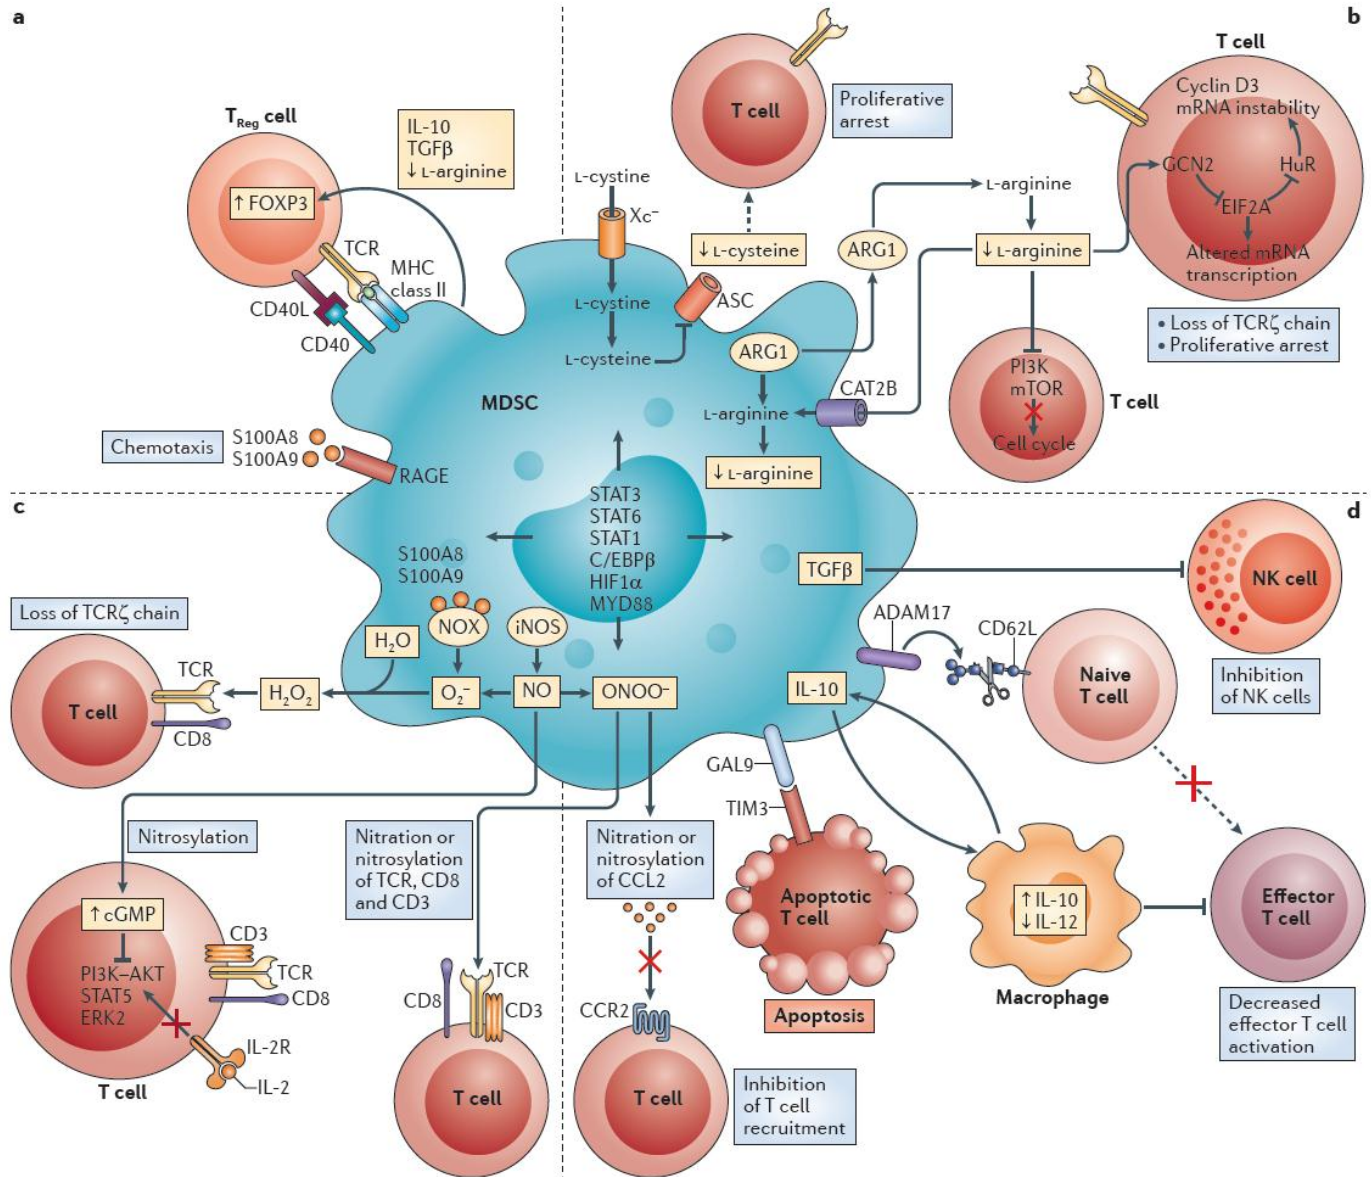 a
T Reg cell
↑ FOXP3
IL-10
TGFβ
↓ L-arginine
TCR
MHC
class II
CD40L
CD40
Chemotaxis
S100A8
S100A9
RAGE
MDSC
b
L-cystine
Xc⁻
L-cystine
L-cysteine
ASC
↓ L-cysteine
T cell
Proliferative
arrest
ARG1
L-arginine
↓ L-arginine
ARG1
L-arginine
↓ L-arginine
CAT2B
T cell
Cyclin D3
mRNA instability
GCN2
HuR
EIF2A
Altered mRNA
transcription
• Loss of TCRζ chain
• Proliferative arrest
PI3K
mTOR
Cell cycle
T cell
STAT3
STAT6
STAT1
C/EBPβ
HIF1α
MYD88
c
S100A8
S100A9
NOX
iNOS
H₂O
O₂⁻
NO
ONOO⁻
H₂O₂
Loss of TCRζ chain
T cell
TCR
CD8
Nitrosylation
↑ cGMP
PI3K–AKT
STAT5
ERK2
CD3
TCR
CD8
IL-2R
IL-2
T cell
Nitration or
nitrosylation
of TCR, CD8
and CD3
CD8
TCR
CD3
T cell
Nitration or
nitrosylation
of CCL2
CCR2
T cell
Inhibition
of T cell
recruitment
d
TGFβ
NK cell
Inhibition
of NK cells
ADAM17
CD62L
Naive
T cell
IL-10
GAL9
TIM3
Apoptotic
T cell
Apoptosis
↑ IL-10
↓ IL-12
Macrophage
Effector
T cell
Decreased
effector T cell
activation